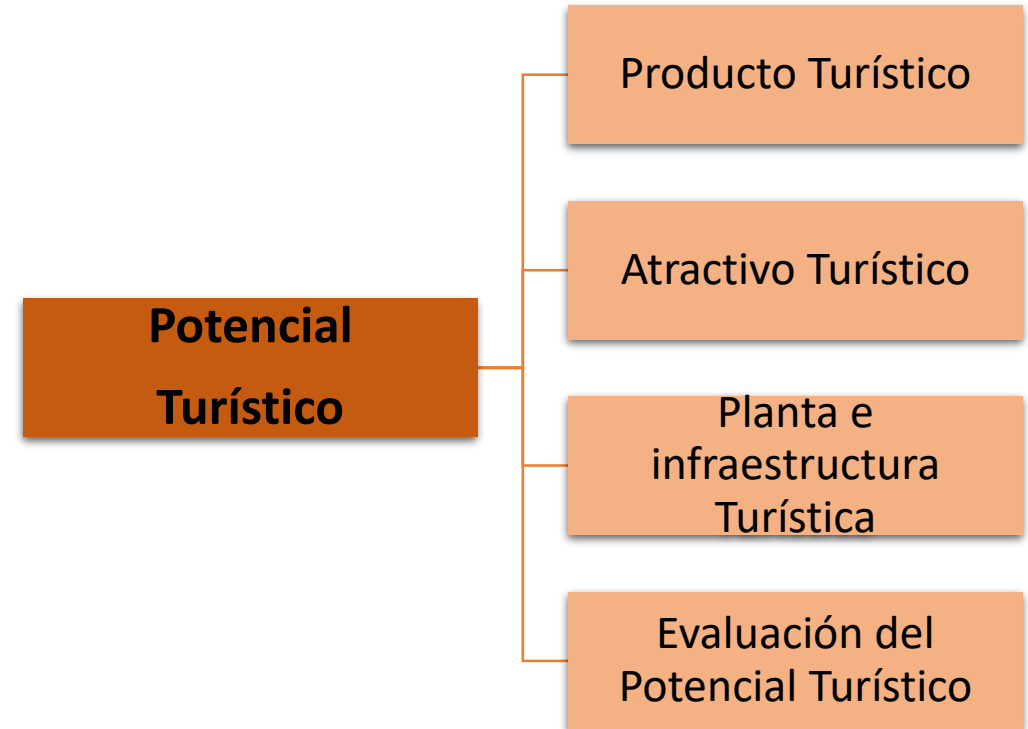 Potencial
Turístico
Producto Turístico
Atractivo Turístico
Planta e
infraestructura
Turística
Evaluación del
Potencial Turístico